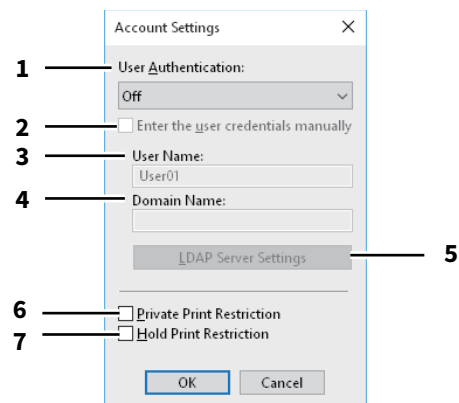 Account Settings
1 User Authentication:
Off
2 Enter the user credentials manually
3 User Name:
User01
4 Domain Name:
LDAP Server Settings 5
6 Private Print Restriction
7 Hold Print Restriction
OK Cancel